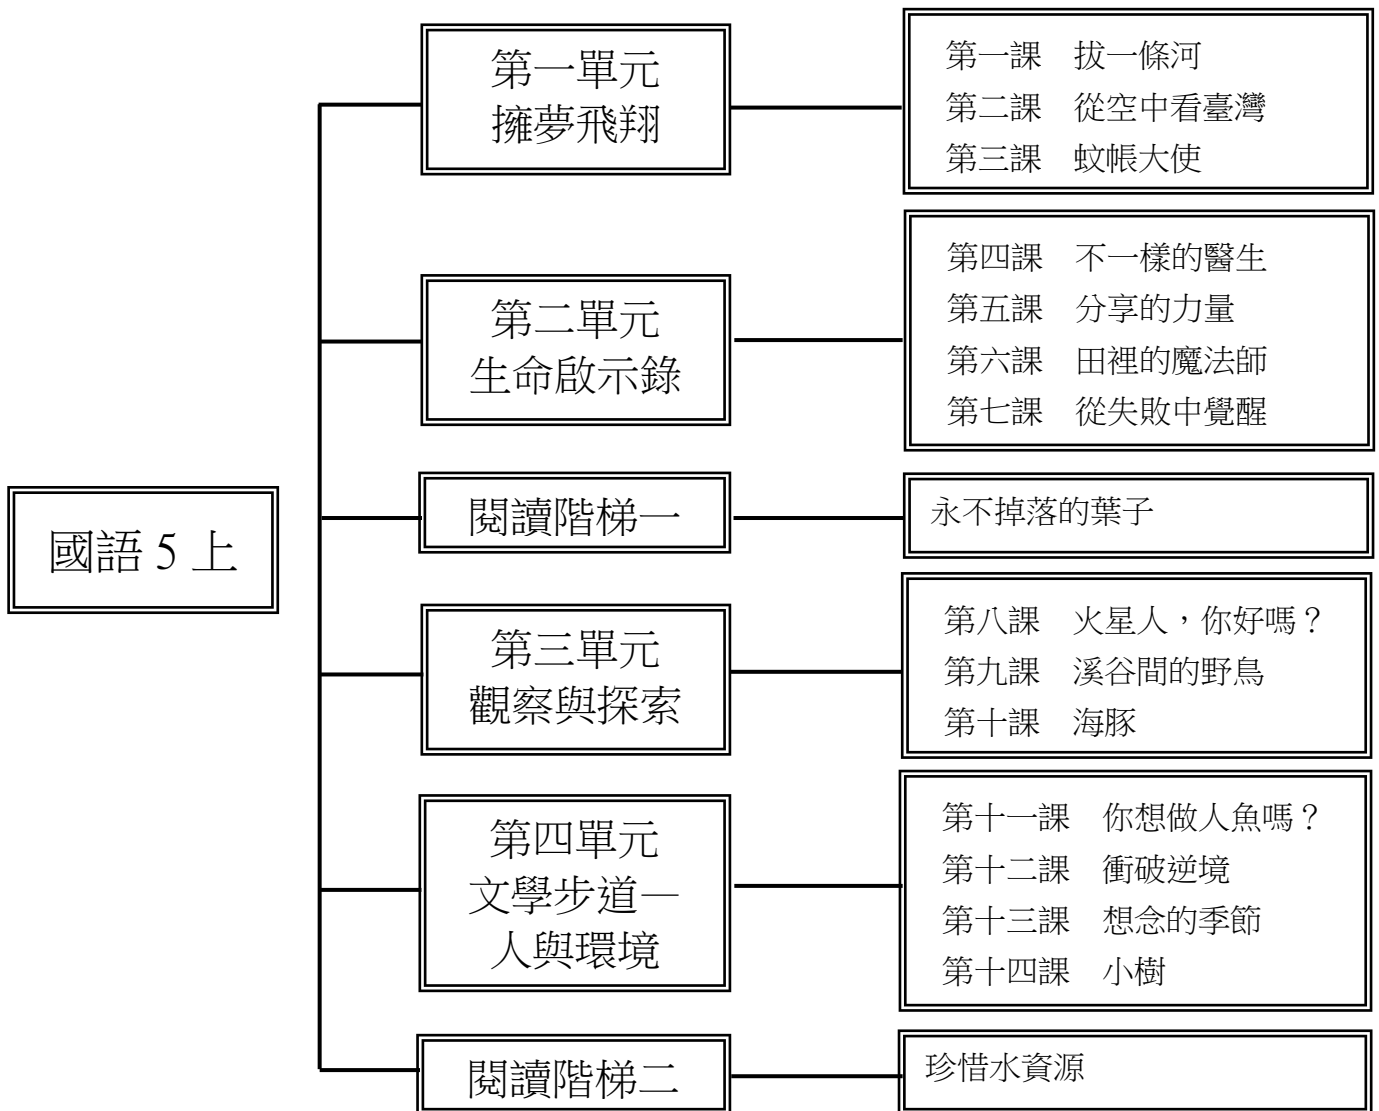 國語 5 上
第一單元
擁夢飛翔
第一課　拔一條河
第二課　從空中看臺灣
第三課　蚊帳大使
第二單元
生命啟示錄
第四課　不一樣的醫生
第五課　分享的力量
第六課　田裡的魔法師
第七課　從失敗中覺醒
閱讀階梯一
永不掉落的葉子
第三單元
觀察與探索
第八課　火星人，你好嗎？
第九課　溪谷間的野鳥
第十課　海豚
第四單元
文學步道—
人與環境
第十一課　你想做人魚嗎？
第十二課　衝破逆境
第十三課　想念的季節
第十四課　小樹
閱讀階梯二
珍惜水資源